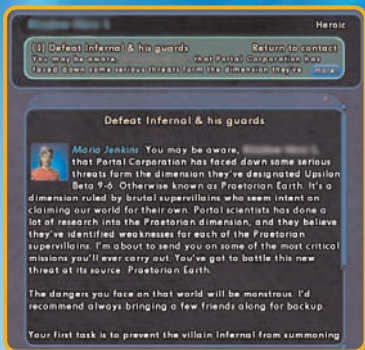 Heroic
(1) Defeat Infernal & his guards Return to contact
You may be aware, that Portal Corporation has
faced down some serious threats form the dimension they've more
Defeat Infernal & his guards
Maria Jenkins: You may be aware,
that Portal Corporation has faced down some serious
threats form the dimension they've designated Upsilon
Beta 9-6. Otherwise known as Praetorian Earth. It's a
dimension ruled by brutal supervillains who seem intent on
claiming our world for their own. Portal scientists has done a
lot of research into the Praetorian dimension, and they believe
they've identified weaknesses for each of the Praetorian
supervillains. I'm about to send you on some of the most critical
missions you'll ever carry out. You've got to battle this new
threat at its source: Praetorian Earth.
The dangers you face on that world will be monstrous. I'd
recommend always bringing a few friends along for backup.
Your first task is to prevent the villain Infernal from summoning